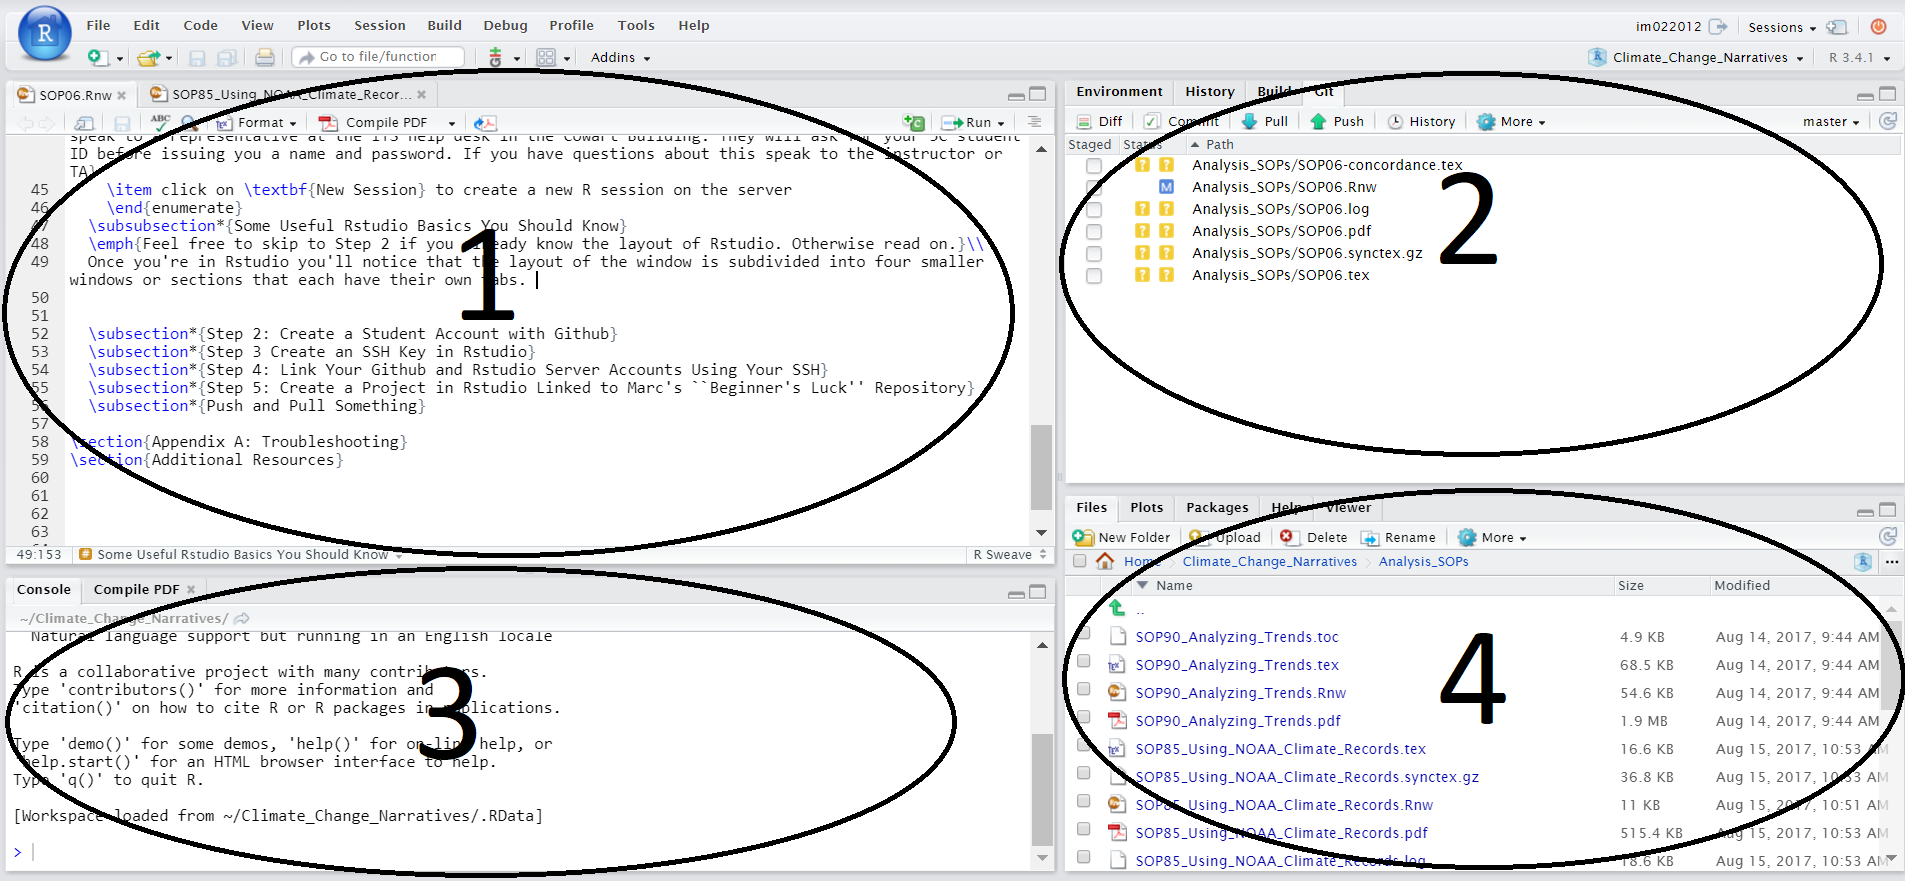 File Edit Code View Plots Session Build Debug Profile Tools Help
im022012 Sessions
Go to file/function Addins
Climate_Change_Narratives R 3.4.1
SOP06.Rnw SOP85_Using_NOAA_Climate_Recor...
ABC Format Compile PDF Run
speak to a representative at the ITS help desk in the Cowart Building. They will ask for your SC student
ID before issuing you a name and password. If you have questions about this speak to the instructor or
TA}
45 \item click on \textbf{New Session} to create a new R session on the server
46 \end{enumerate}
47 \subsubsection*{Some Useful Rstudio Basics You Should Know}
48 \emph{Feel free to skip to Step 2 if you already know the layout of Rstudio. Otherwise read on.}\\
49 Once you're in Rstudio you'll notice that the layout of the window is subdivided into four smaller
windows or sections that each have their own tabs.
50
51
52 \subsection*{Step 2: Create a Student Account with Github}
53 \subsection*{Step 3 Create an SSH Key in Rstudio}
54 \subsection*{Step 4: Link Your Github and Rstudio Server Accounts Using Your SSH}
55 \subsection*{Step 5: Create a Project in Rstudio Linked to Marc's ``Beginner's Luck'' Repository}
56 \subsection*{Push and Pull Something}
57
58 \section{Appendix A: Troubleshooting}
59 \section{Additional Resources}
60
61
62
63
1
49:153 # Some Useful Rstudio Basics You Should Know R Sweave
Environment History Build Git
Diff Commit Pull Push History More master
Staged Status Path
? ? Analysis_SOPs/SOP06-concordance.tex
M Analysis_SOPs/SOP06.Rnw
? ? Analysis_SOPs/SOP06.log
? ? Analysis_SOPs/SOP06.pdf
? ? Analysis_SOPs/SOP06.synctex.gz
? ? Analysis_SOPs/SOP06.tex
2
Console Compile PDF
~/Climate_Change_Narratives/
Natural language support but running in an English locale
R is a collaborative project with many contributors.
Type 'contributors()' for more information and
'citation()' on how to cite R or R packages in publications.
Type 'demo()' for some demos, 'help()' for on-line help, or
'help.start()' for an HTML browser interface to help.
Type 'q()' to quit R.
[Workspace loaded from ~/Climate_Change_Narratives/.RData]
>
3
Files Plots Packages Help Viewer
New Folder Upload Delete Rename More
Home Climate_Change_Narratives Analysis_SOPs ...
Name Size Modified
..
SOP90_Analyzing_Trends.toc 4.9 KB Aug 14, 2017, 9:44 AM
SOP90_Analyzing_Trends.tex 68.5 KB Aug 14, 2017, 9:44 AM
SOP90_Analyzing_Trends.Rnw 54.6 KB Aug 14, 2017, 9:44 AM
SOP90_Analyzing_Trends.pdf 1.9 MB Aug 14, 2017, 9:44 AM
SOP85_Using_NOAA_Climate_Records.tex 16.6 KB Aug 15, 2017, 10:53 AM
SOP85_Using_NOAA_Climate_Records.synctex.gz 36.8 KB Aug 15, 2017, 10:53 AM
SOP85_Using_NOAA_Climate_Records.Rnw 11 KB Aug 15, 2017, 10:51 AM
SOP85_Using_NOAA_Climate_Records.pdf 515.4 KB Aug 15, 2017, 10:53 AM
SOP85_Using_NOAA_Climate_Records.log 18.6 KB Aug 15, 2017, 10:53 AM
4